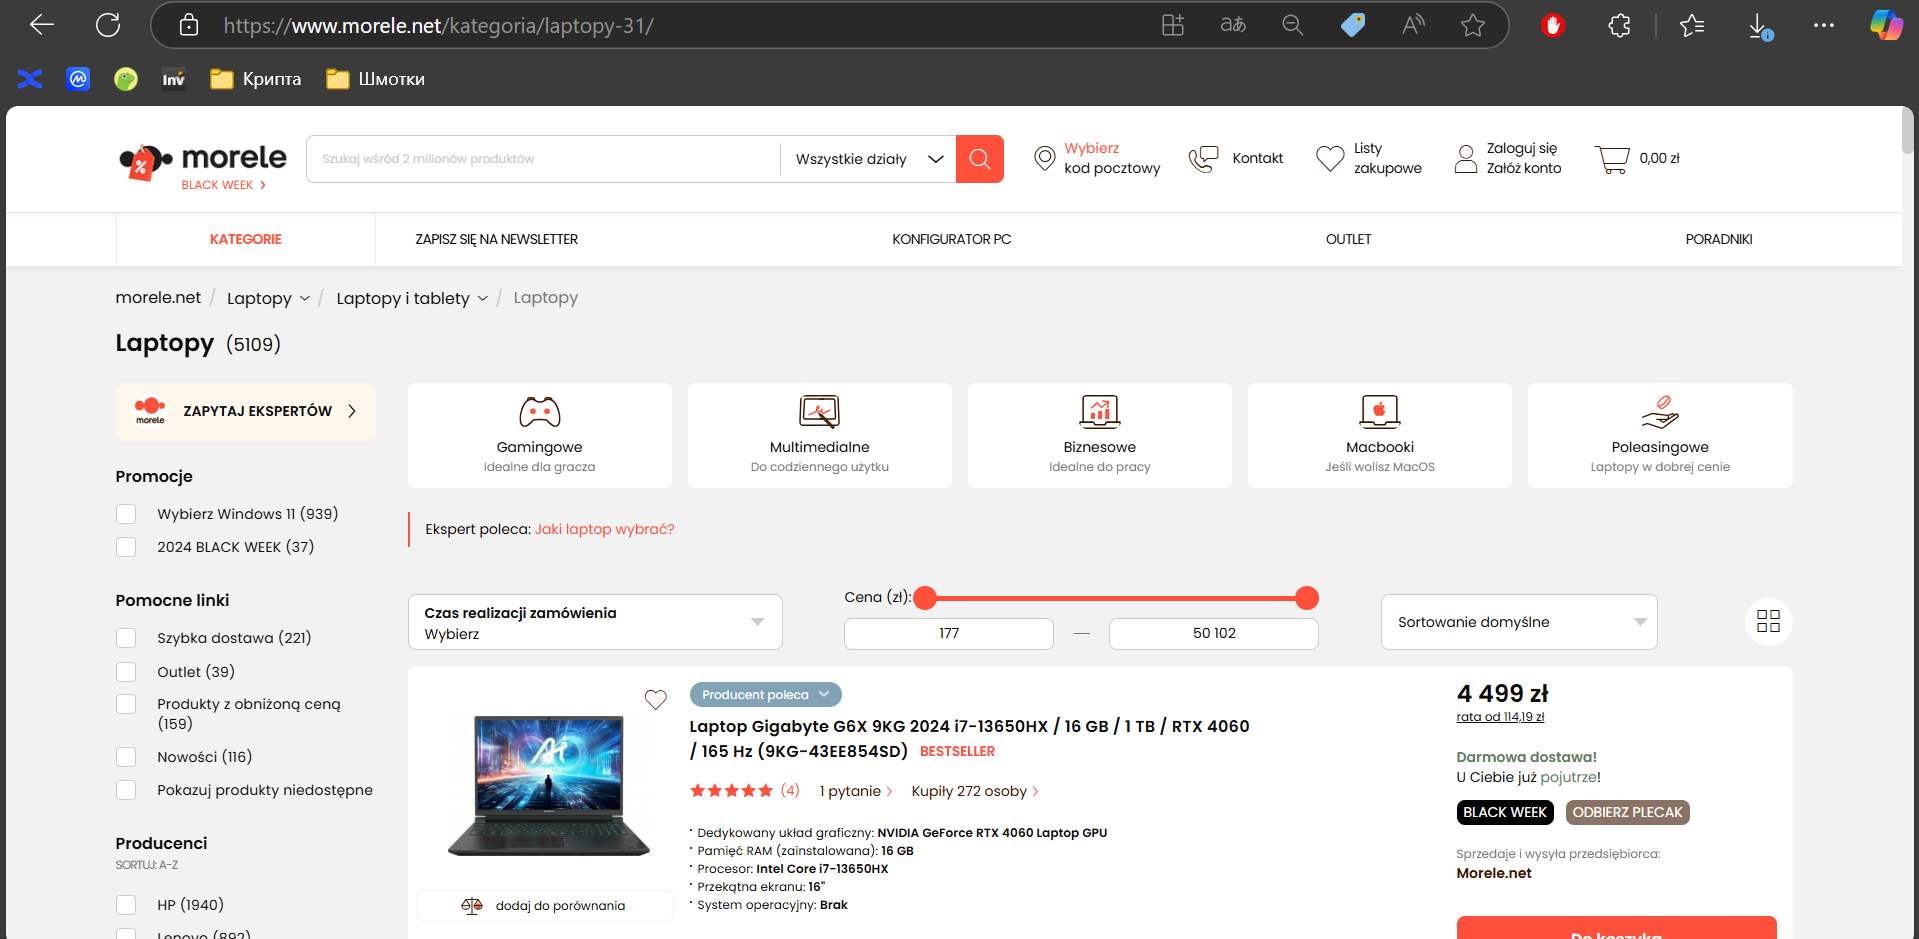 https://www.morele.net/kategoria/laptopy-31/
Inv
Крипта
Шмотки
morele
BLACK WEEK
Szukaj wśród 2 milionów produktów
Wszystkie działy
Wybierz
kod pocztowy
Kontakt
Listy
zakupowe
Zaloguj się
Załóż konto
0,00 zł
KATEGORIE
ZAPISZ SIĘ NA NEWSLETTER
KONFIGURATOR PC
OUTLET
PORADNIKI
morele.net / Laptopy / Laptopy i tablety / Laptopy
Laptopy (5109)
morele
ZAPYTAJ EKSPERTÓW
Gamingowe
Idealne dla gracza
Multimedialne
Do codziennego użytku
Biznesowe
Idealne do pracy
Macbooki
Jeśli wolisz MacOS
Poleasingowe
Laptopy w dobrej cenie
Promocje
Wybierz Windows 11 (939)
2024 BLACK WEEK (37)
Pomocne linki
Szybka dostawa (221)
Outlet (39)
Produkty z obniżoną ceną
(159)
Nowości (116)
Pokazuj produkty niedostępne
Producenci
SORTUJ: A-Z
HP (1940)
Lenovo (892)
Ekspert poleca: Jaki laptop wybrać?
Czas realizacji zamówienia
Wybierz
Cena (zł):
177 — 50 102
Sortowanie domyślne
Producent poleca
Laptop Gigabyte G6X 9KG 2024 i7-13650HX / 16 GB / 1 TB / RTX 4060
/ 165 Hz (9KG-43EE854SD) BESTSELLER
(4) 1 pytanie Kupiły 272 osoby
Ai
Dedykowany układ graficzny: NVIDIA GeForce RTX 4060 Laptop GPU
Pamięć RAM (zainstalowana): 16 GB
Procesor: Intel Core i7-13650HX
Przekątna ekranu: 16"
System operacyjny: Brak
dodaj do porównania
4 499 zł
rata od 114,19 zł
Darmowa dostawa!
U Ciebie już pojutrze!
BLACK WEEK
ODBIERZ PLECAK
Sprzedaje i wysyła przedsiębiorca:
Morele.net
Do koszyka